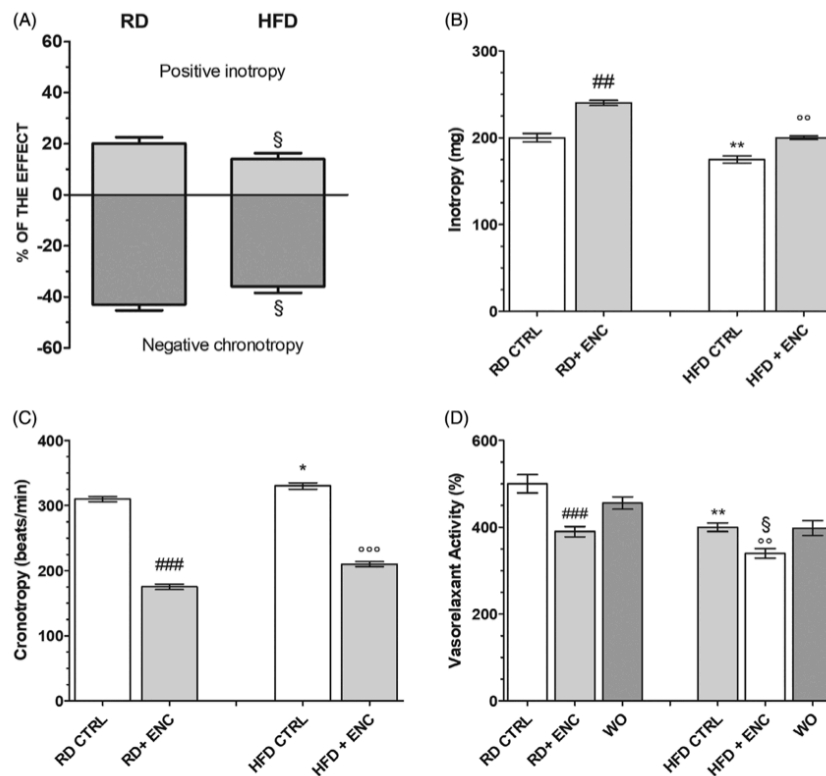 (A)
RD HFD
60
40
20
0
-20
-40
-60
% OF THE EFFECT
Positive inotropy
§
§
Negative chronotropy
(B)
300
200
100
0
Inotropy (mg)
##
**
°°
RD CTRL
RD+ ENC
HFD CTRL
HFD + ENC
(C)
400
300
200
100
0
Cronotropy (beats/min)
###
*
°°°
RD CTRL
RD+ ENC
HFD CTRL
HFD + ENC
(D)
600
400
200
0
Vasorelaxant Activity (%)
###
**
§
°°
RD CTRL
RD+ ENC
WO
HFD CTRL
HFD + ENC
WO